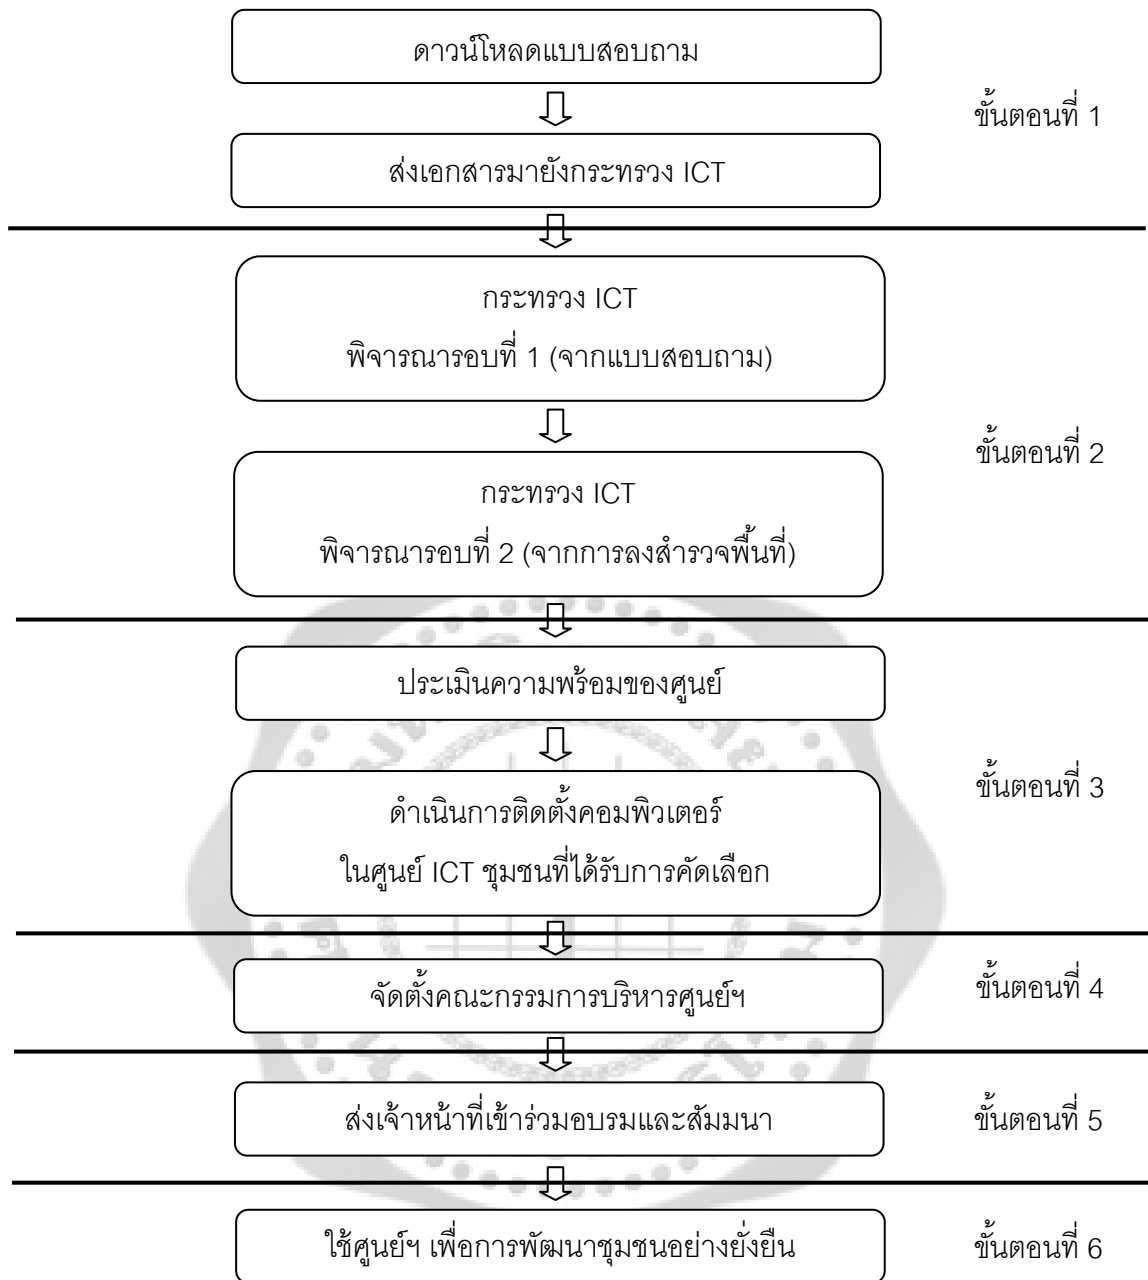 ดาวน์โหลดแบบสอบถาม
ขั้นตอนที่ 1
ส่งเอกสารมายังกระทรวง ICT
กระทรวง ICT
พิจารณารอบที่ 1 (จากแบบสอบถาม)
ขั้นตอนที่ 2
กระทรวง ICT
พิจารณารอบที่ 2 (จากการลงสำรวจพื้นที่)
ประเมินความพร้อมของศูนย์
ขั้นตอนที่ 3
ดำเนินการติดตั้งคอมพิวเตอร์
ในศูนย์ ICT ชุมชนที่ได้รับการคัดเลือก
จัดตั้งคณะกรรมการบริหารศูนย์ฯ
ขั้นตอนที่ 4
ส่งเจ้าหน้าที่เข้าร่วมอบรมและสัมมนา
ขั้นตอนที่ 5
ใช้ศูนย์ฯ เพื่อการพัฒนาชุมชนอย่างยั่งยืน
ขั้นตอนที่ 6